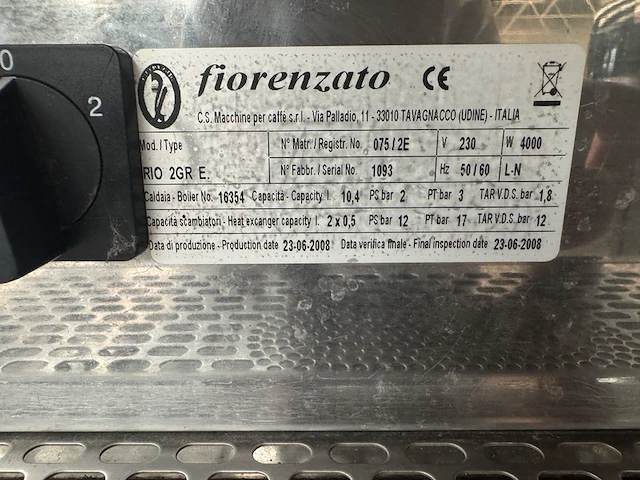 0
2
fiorenzato CE
C.S. Macchine per caffè s.r.l. - Via Palladio, 11 - 33010 TAVAGNACCO (UDINE) - ITALIA
Mod. / Type N° Matr./ Registr. No. 075 / 2E V 230 W 4000
RIO 2GR E. N° Fabbr./ Serial No. 1093 Hz 50 / 60 L-N
Caldaia - Boiler No. 16354 Capacità - Capacity l. 10,4 PS bar 2 PT bar 3 TAR V.D.S. bar 1,8
Capacità scambiatori - Heat excanger capacity l. 2 x 0,5 PS bar 12 PT bar 17 TAR V.D.S. bar 12
Data di produzione - Production date 23-06-2008 Data verifica finale - Final inspection date 23-06-2008